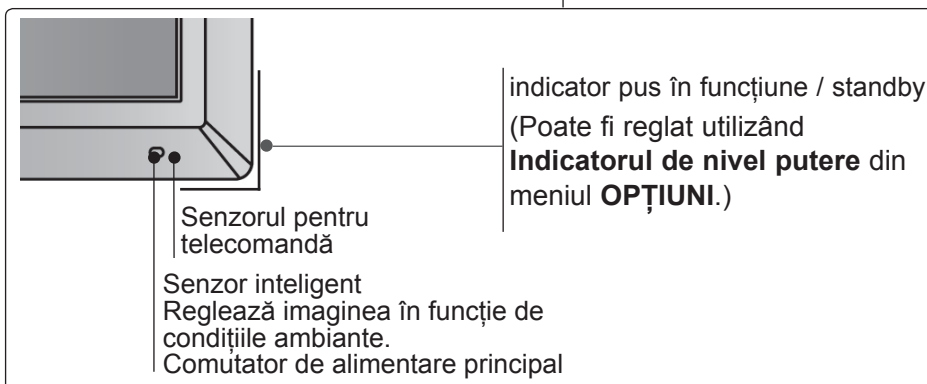 indicator pus în funcțiune / standby
(Poate fi reglat utilizând
Indicatorul de nivel putere din
meniul OPȚIUNI.)
Senzorul pentru
telecomandă
Senzor inteligent
Reglează imaginea în funcție de
condițiile ambiante.
Comutator de alimentare principal